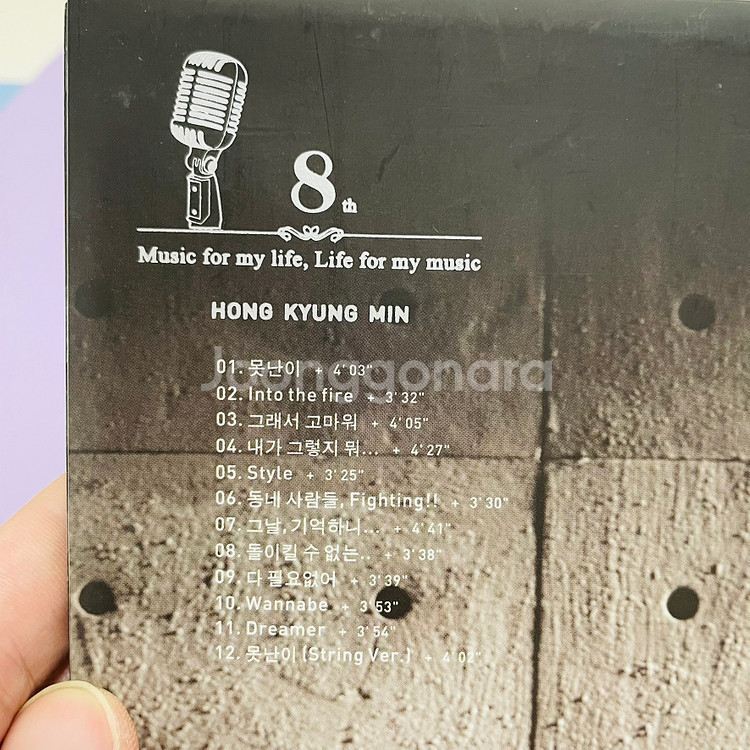 8th
Music for my life, Life for my music
HONG KYUNG MIN
Joonggonara
01. 못난이 + 4'03"
02. Into the fire + 3'32"
03. 그래서 고마워 + 4'05"
04. 내가 그렇지 뭐... + 4'27"
05. Style + 3'25"
06. 동네 사람들, Fighting!! + 3'30"
07. 그날, 기억하니... + 4'41"
08. 돌이킬 수 없는.. + 3'38"
09. 다 필요없어 + 3'39"
10. Wannabe + 3'53"
11. Dreamer + 3'54"
12. 못난이 (String Ver.) + 4'02"